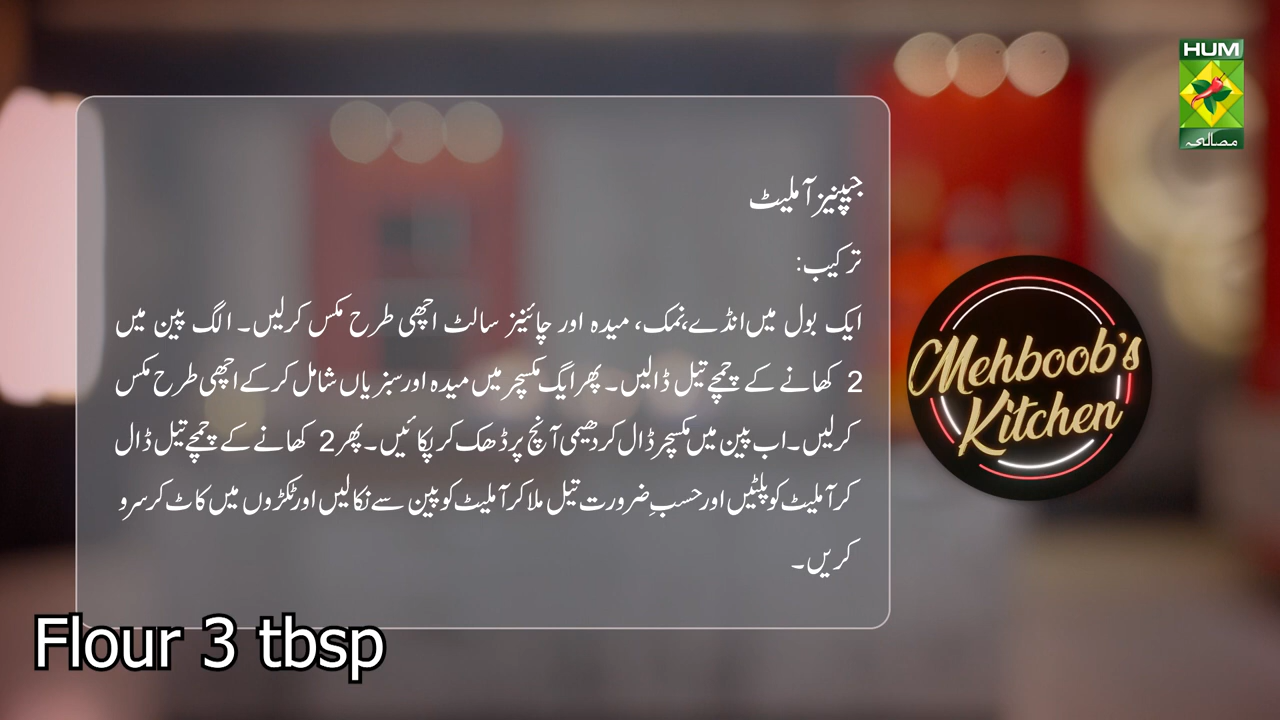 HUM
مصالحہ
جیپنیز آملیٹ
ترکیب:
ایک بول میں انڈے،نمک، میدہ اور چائنیز سالٹ اچھی طرح مکس کرلیں۔ الگ پین میں
2 کھانے کے چمچے تیل ڈالیں۔ پھر ایگ مکسچر میں میدہ اور سبزیاں شامل کر کے اچھی طرح مکس
کرلیں۔اب پین میں مکسچر ڈال کر دھیمی آنچ پر ڈھک کر پکائیں۔ پھر 2 کھانے کے چمچے تیل ڈال
کر آملیٹ کو پلٹیں اور حسبِ ضرورت تیل ملا کر آملیٹ کو پین سے نکالیں اور ٹکڑوں میں کاٹ کر سرو
کریں۔
Mehboob's
Kitchen
Flour 3 tbsp